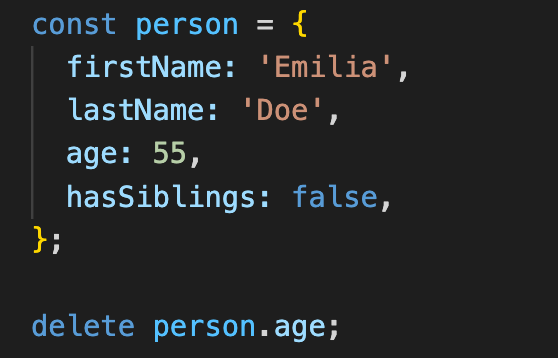 const person = {
  firstName: 'Emilia',
  lastName: 'Doe',
  age: 55,
  hasSiblings: false,
};

delete person.age;